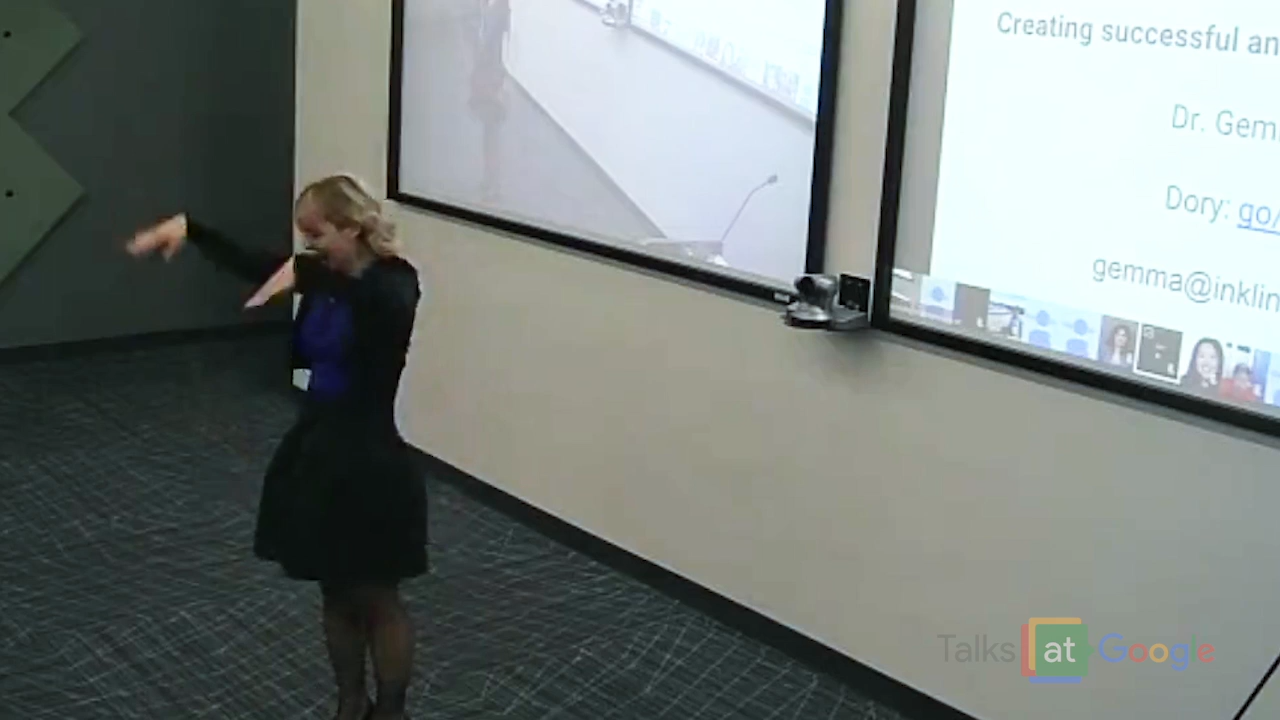 Creating successful an
Dr. Gem
Dory: go/
gemma@inklin
Talks at Google